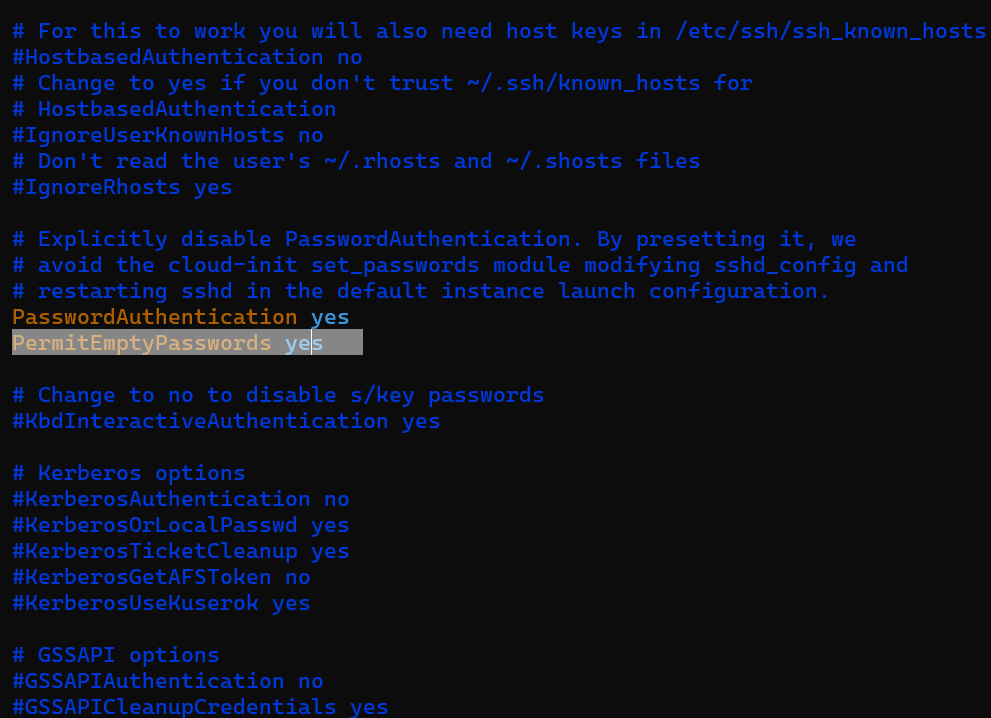 # For this to work you will also need host keys in /etc/ssh/ssh_known_hosts
#HostbasedAuthentication no
# Change to yes if you don't trust ~/.ssh/known_hosts for
# HostbasedAuthentication
#IgnoreUserKnownHosts no
# Don't read the user's ~/.rhosts and ~/.shosts files
#IgnoreRhosts yes
# Explicitly disable PasswordAuthentication. By presetting it, we
# avoid the cloud-init set_passwords module modifying sshd_config and
# restarting sshd in the default instance launch configuration.
PasswordAuthentication yes
PermitEmptyPasswords yes
# Change to no to disable s/key passwords
#KbdInteractiveAuthentication yes
# Kerberos options
#KerberosAuthentication no
#KerberosOrLocalPasswd yes
#KerberosTicketCleanup yes
#KerberosGetAFSToken no
#KerberosUseKuserok yes
# GSSAPI options
#GSSAPIAuthentication no
#GSSAPICleanupCredentials yes